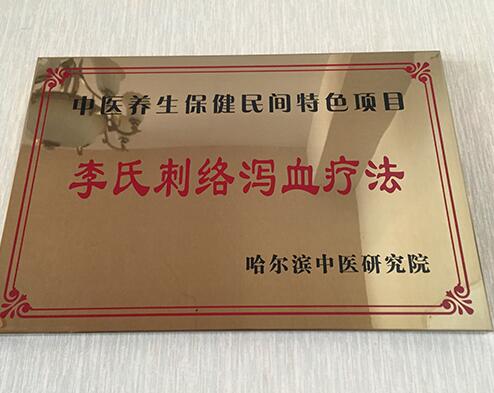 中医养生保健民间特色项目
李氏刺络泻血疗法
哈尔滨中医研究院